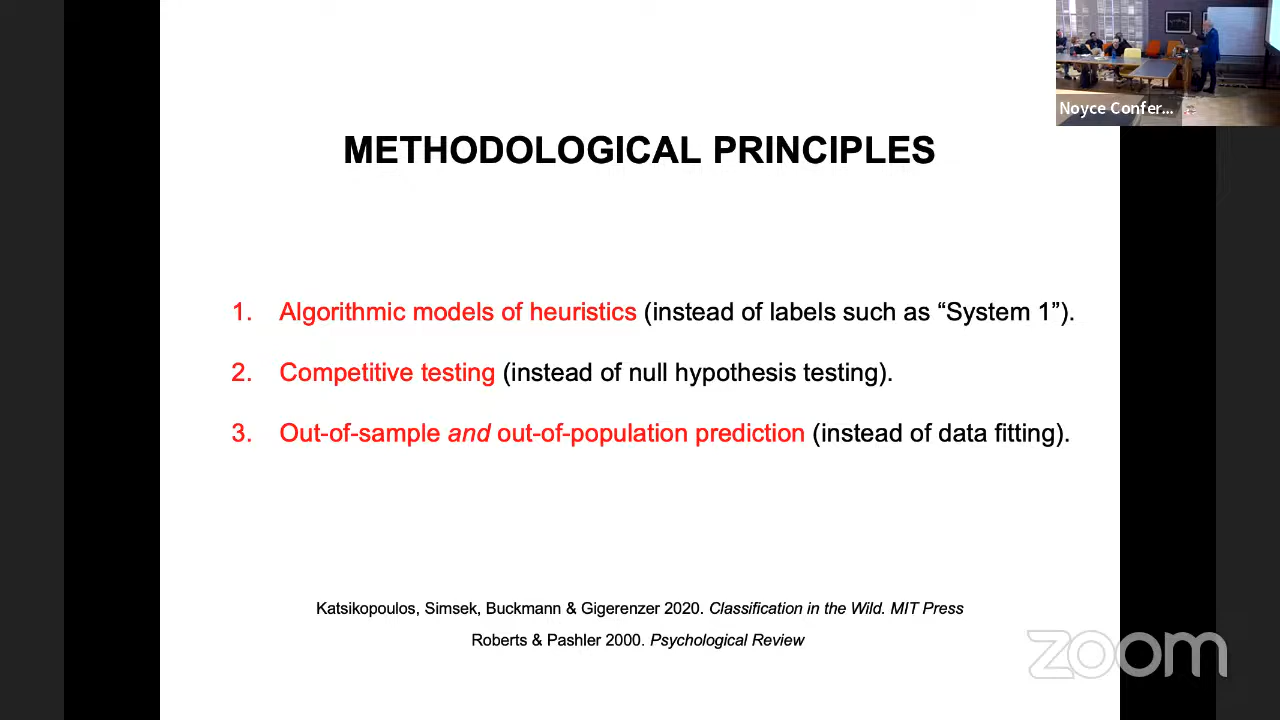 Noyce Confer...
METHODOLOGICAL PRINCIPLES
1. Algorithmic models of heuristics (instead of labels such as “System 1”).
2. Competitive testing (instead of null hypothesis testing).
3. Out-of-sample and out-of-population prediction (instead of data fitting).
Katsikopoulos, Simsek, Buckmann & Gigerenzer 2020. Classification in the Wild. MIT Press
Roberts & Pashler 2000. Psychological Review
zoom